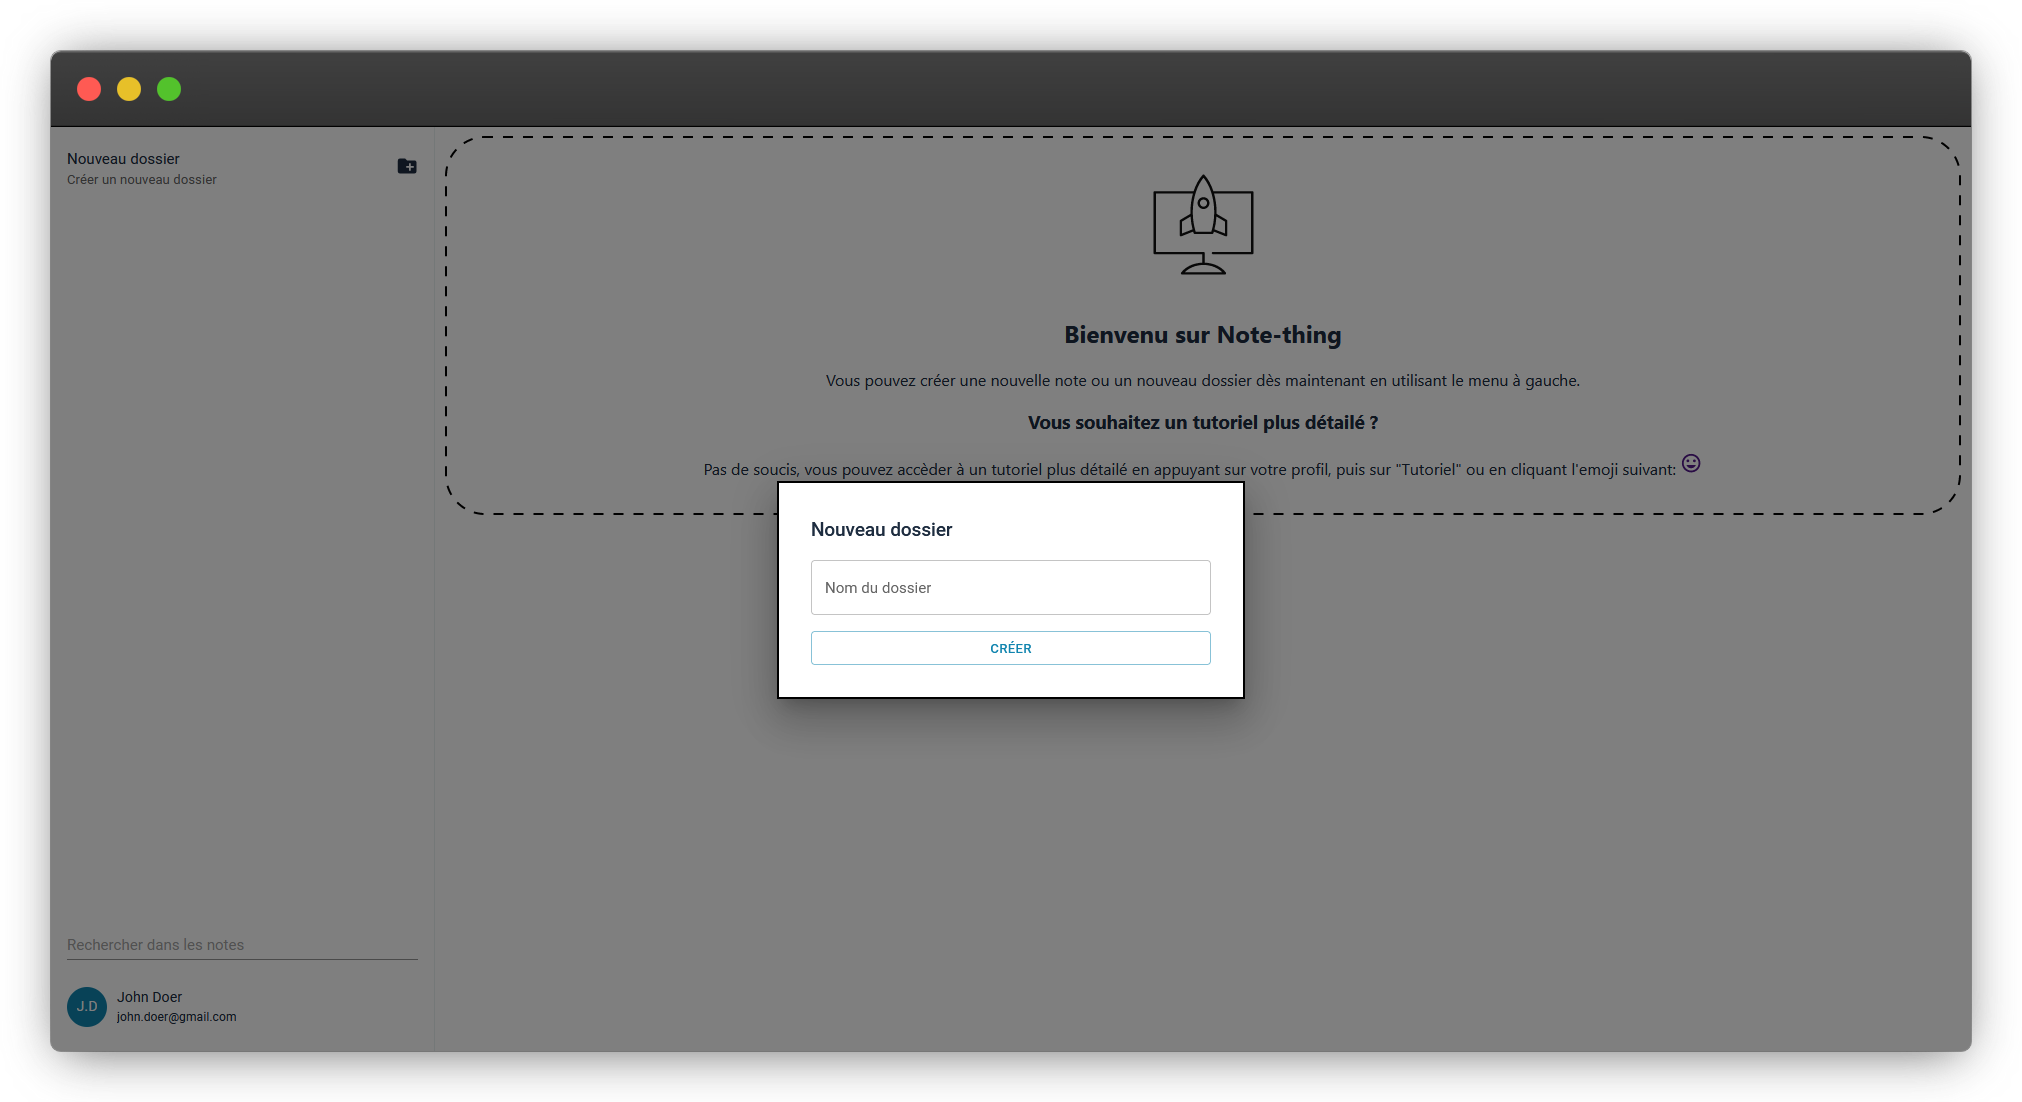 Nouveau dossier
Créer un nouveau dossier
Bienvenu sur Note-thing
Vous pouvez créer une nouvelle note ou un nouveau dossier dès maintenant en utilisant le menu à gauche.
Vous souhaitez un tutoriel plus détailé ?
Pas de soucis, vous pouvez accèder à un tutoriel plus détailé en appuyant sur votre profil, puis sur "Tutoriel" ou en cliquant l'emoji suivant:
Nouveau dossier
Nom du dossier
CRÉER
Rechercher dans les notes
J.D
John Doer
john.doer@gmail.com